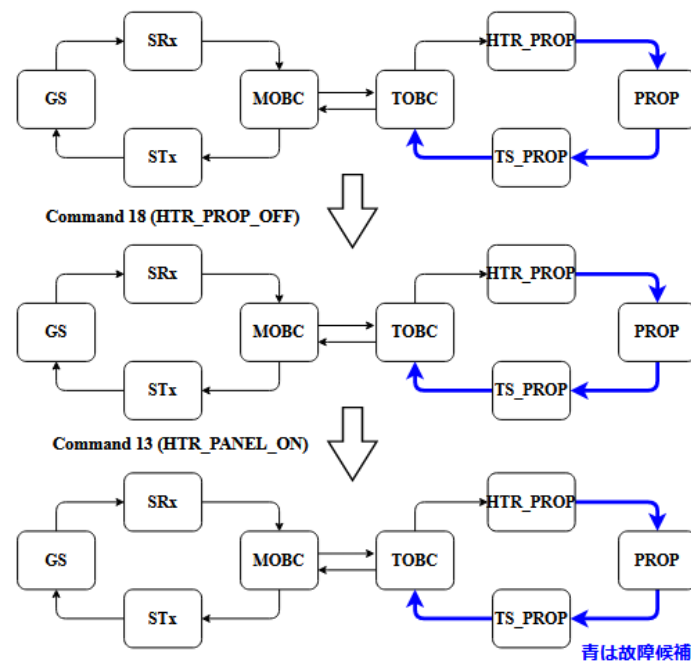 SRx
HTR_PROP
GS
MOBC
TOBC
PROP
STx
TS_PROP
Command 18 (HTR_PROP_OFF)
SRx
HTR_PROP
GS
MOBC
TOBC
PROP
STx
TS_PROP
Command 13 (HTR_PANEL_ON)
SRx
HTR_PROP
GS
MOBC
TOBC
PROP
STx
TS_PROP
青は故障候補